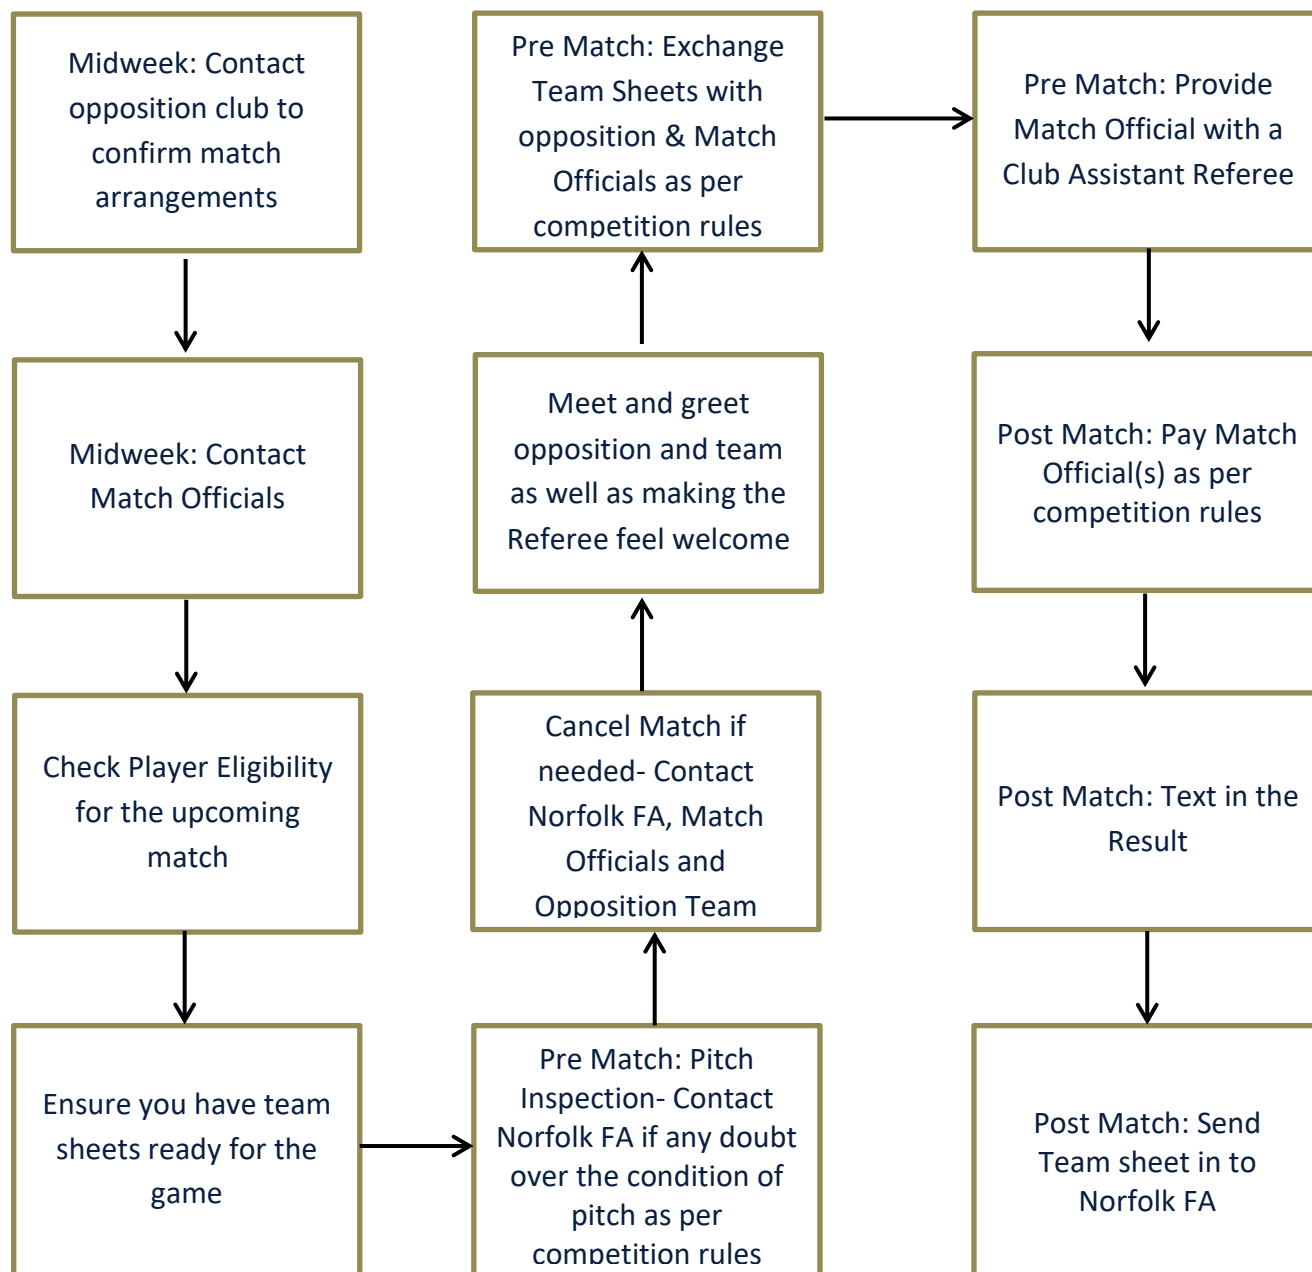 Midweek: Contact
opposition club to
confirm match
arrangements
Midweek: Contact
Match Officials
Check Player Eligibility
for the upcoming
match
Ensure you have team
sheets ready for the
game
Pre Match: Pitch
Inspection- Contact
Norfolk FA if any doubt
over the condition of
pitch as per
competition rules
Cancel Match if
needed- Contact
Norfolk FA, Match
Officials and
Opposition Team
Meet and greet
opposition and team
as well as making the
Referee feel welcome
Pre Match: Exchange
Team Sheets with
opposition & Match
Officials as per
competition rules
Pre Match: Provide
Match Official with a
Club Assistant Referee
Post Match: Pay Match
Official(s) as per
competition rules
Post Match: Text in the
Result
Post Match: Send
Team sheet in to
Norfolk FA